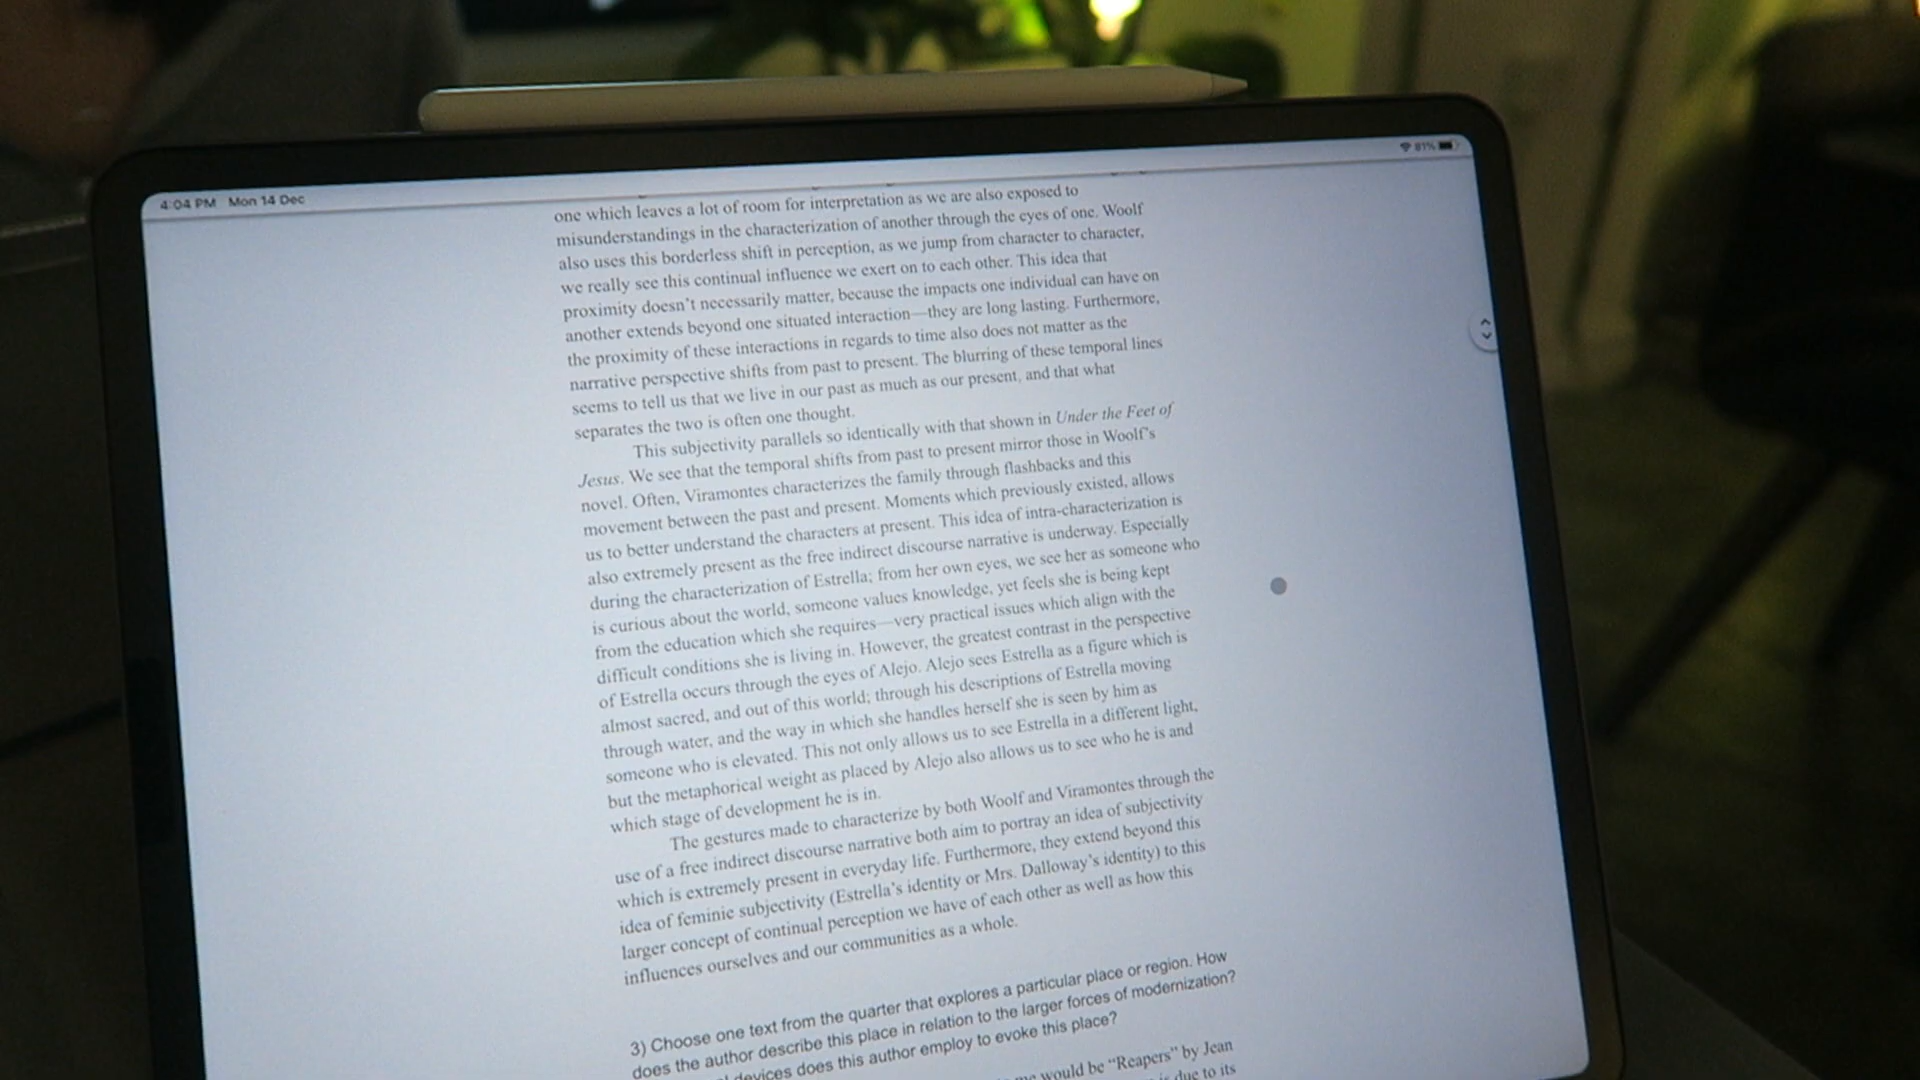 4:04 PM Mon 14 Dec
81%
one which leaves a lot of room for interpretation as we are also exposed to
misunderstandings in the characterization of another through the eyes of one. Woolf
also uses this borderless shift in perception, as we jump from character to character,
we really see this continual influence we exert on to each other. This idea that
proximity doesn't necessarily matter, because the impacts one individual can have on
another extends beyond one situated interaction—they are long lasting. Furthermore,
the proximity of these interactions in regards to time also does not matter as the
narrative perspective shifts from past to present. The blurring of these temporal lines
seems to tell us that we live in our past as much as our present, and that what
separates the two is often one thought.
This subjectivity parallels so identically with that shown in Under the Feet of
Jesus. We see that the temporal shifts from past to present mirror those in Woolf's
novel. Often, Viramontes characterizes the family through flashbacks and this
movement between the past and present. Moments which previously existed, allows
us to better understand the characters at present. This idea of intra-characterization is
also extremely present as the free indirect discourse narrative is underway. Especially
during the characterization of Estrella; from her own eyes, we see her as someone who
is curious about the world, someone values knowledge, yet feels she is being kept
from the education which she requires—very practical issues which align with the
difficult conditions she is living in. However, the greatest contrast in the perspective
of Estrella occurs through the eyes of Alejo. Alejo sees Estrella as a figure which is
almost sacred, and out of this world; through his descriptions of Estrella moving
through water, and the way in which she handles herself she is seen by him as
someone who is elevated. This not only allows us to see Estrella in a different light,
but the metaphorical weight as placed by Alejo also allows us to see who he is and
which stage of development he is in.
The gestures made to characterize by both Woolf and Viramontes through the
use of a free indirect discourse narrative both aim to portray an idea of subjectivity
which is extremely present in everyday life. Furthermore, they extend beyond this
idea of feminie subjectivity (Estrella's identity or Mrs. Dalloway's identity) to this
larger concept of continual perception we have of each other as well as how this
influences ourselves and our communities as a whole.
3) Choose one text from the quarter that explores a particular place or region. How
does the author describe this place in relation to the larger forces of modernization?
devices does this author employ to evoke this place?
would be "Reapers" by Jean
is due to its